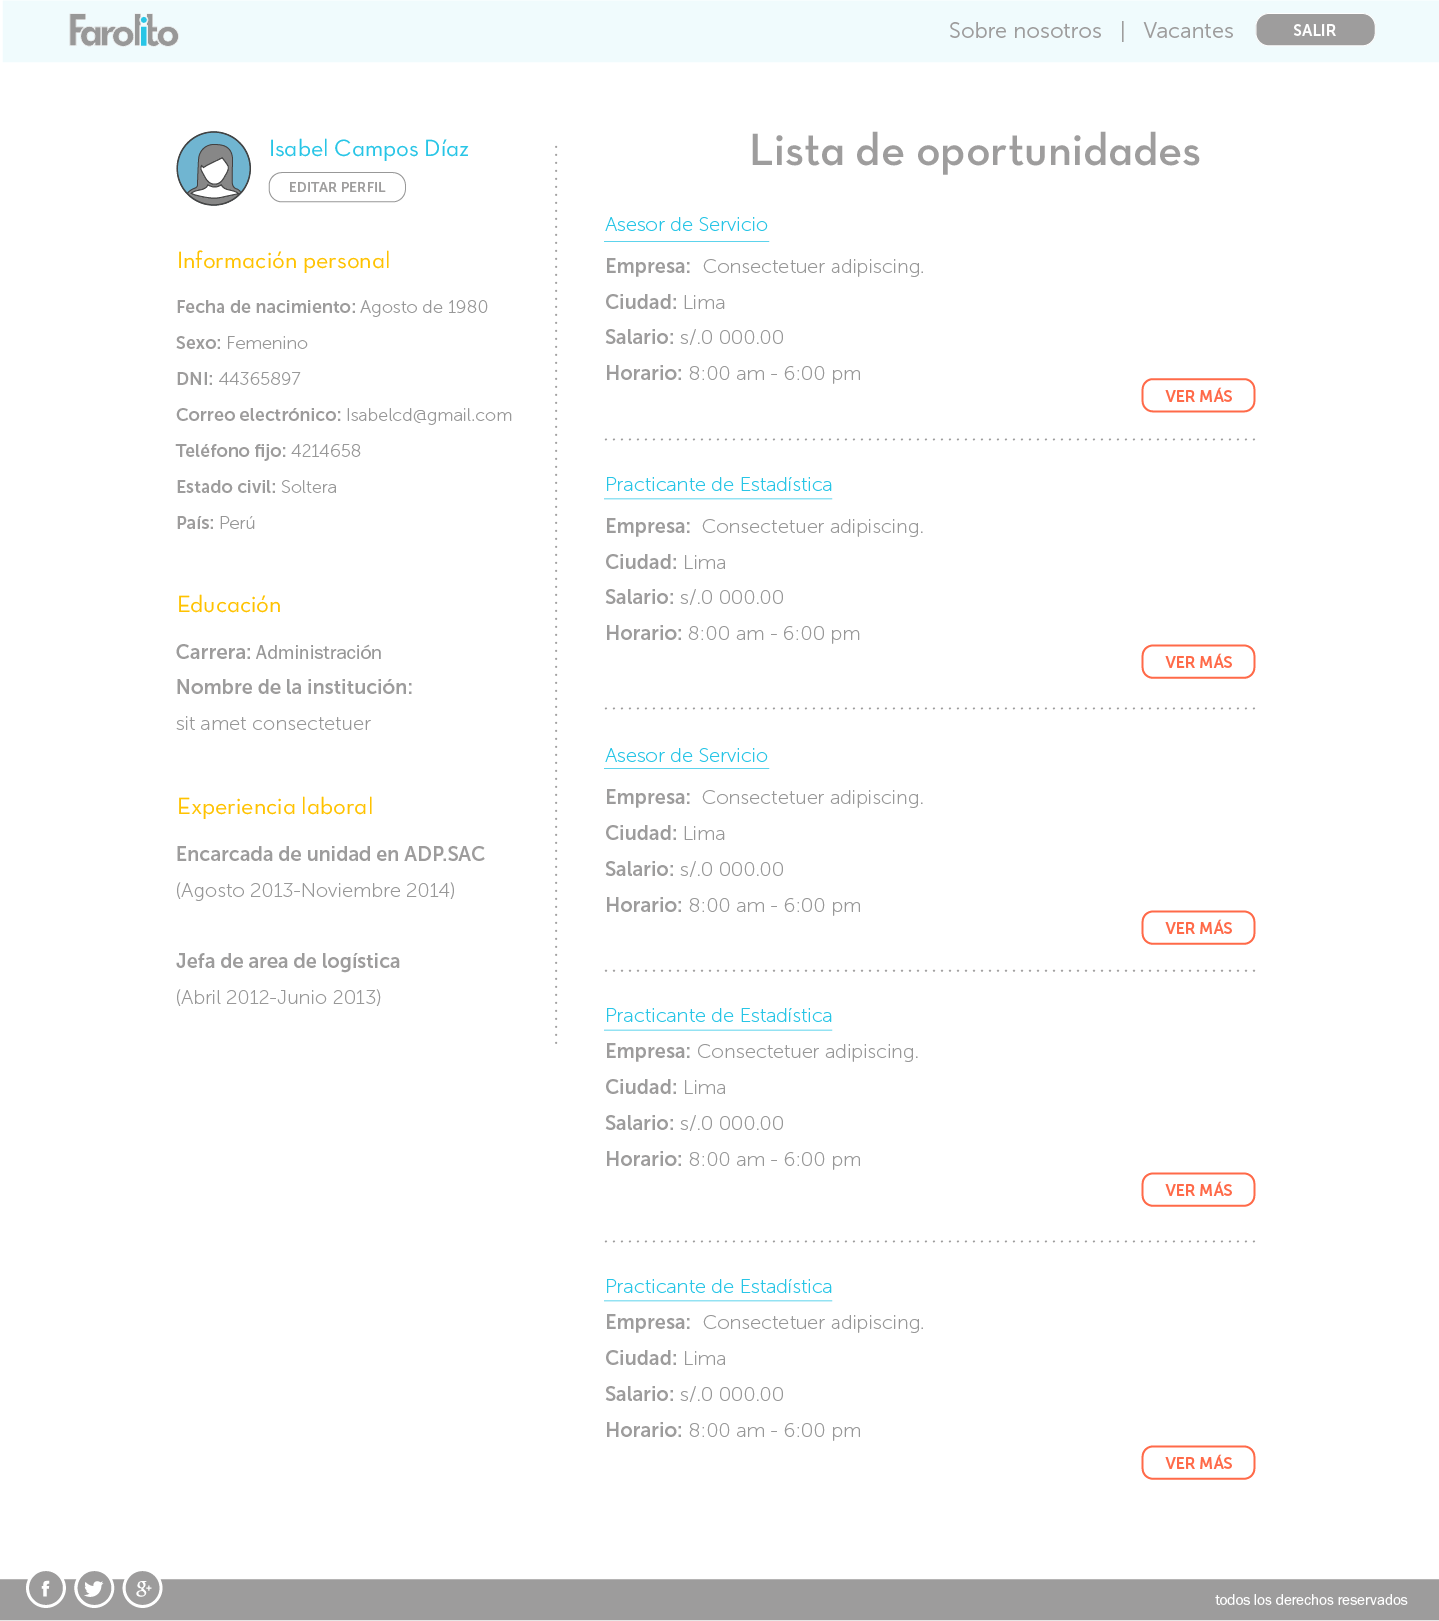 Farolito
Sobre nosotros | Vacantes
SALIR
Isabel Campos Díaz
EDITAR PERFIL
Información personal
Fecha de nacimiento: Agosto de 1980
Sexo: Femenino
DNI: 44365897
Correo electrónico: Isabelcd@gmail.com
Teléfono fijo: 4214658
Estado civil: Soltera
País: Perú
Educación
Carrera: Administración
Nombre de la institución:
sit amet consectetuer
Experiencia laboral
Encarcada de unidad en ADP.SAC
(Agosto 2013-Noviembre 2014)
Jefa de area de logística
(Abril 2012-Junio 2013)
Lista de oportunidades
Asesor de Servicio
Empresa: Consectetuer adipiscing.
Ciudad: Lima
Salario: s/.0 000.00
Horario: 8:00 am - 6:00 pm
VER MÁS
Practicante de Estadística
Empresa: Consectetuer adipiscing.
Ciudad: Lima
Salario: s/.0 000.00
Horario: 8:00 am - 6:00 pm
VER MÁS
Asesor de Servicio
Empresa: Consectetuer adipiscing.
Ciudad: Lima
Salario: s/.0 000.00
Horario: 8:00 am - 6:00 pm
VER MÁS
Practicante de Estadística
Empresa: Consectetuer adipiscing.
Ciudad: Lima
Salario: s/.0 000.00
Horario: 8:00 am - 6:00 pm
VER MÁS
Practicante de Estadística
Empresa: Consectetuer adipiscing.
Ciudad: Lima
Salario: s/.0 000.00
Horario: 8:00 am - 6:00 pm
VER MÁS
todos los derechos reservados